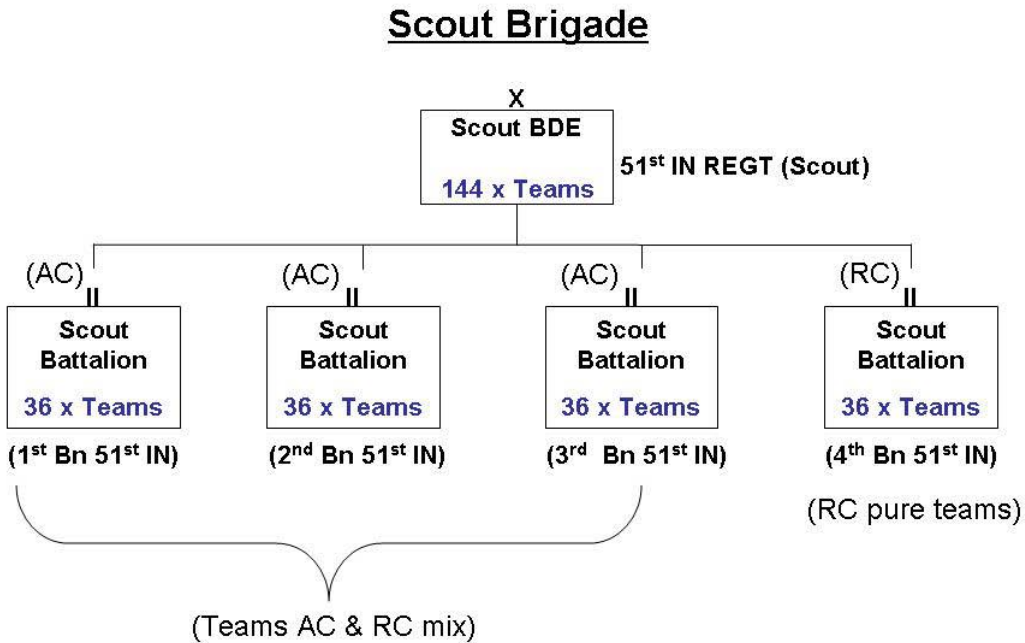 Scout Brigade
X
Scout BDE
144 x Teams
51st IN REGT (Scout)
(AC)
(AC)
(AC)
(RC)
II
II
II
II
Scout
Battalion
36 x Teams
Scout
Battalion
36 x Teams
Scout
Battalion
36 x Teams
Scout
Battalion
36 x Teams
(1st Bn 51st IN)
(2nd Bn 51st IN)
(3rd Bn 51st IN)
(4th Bn 51st IN)
(RC pure teams)
(Teams AC & RC mix)